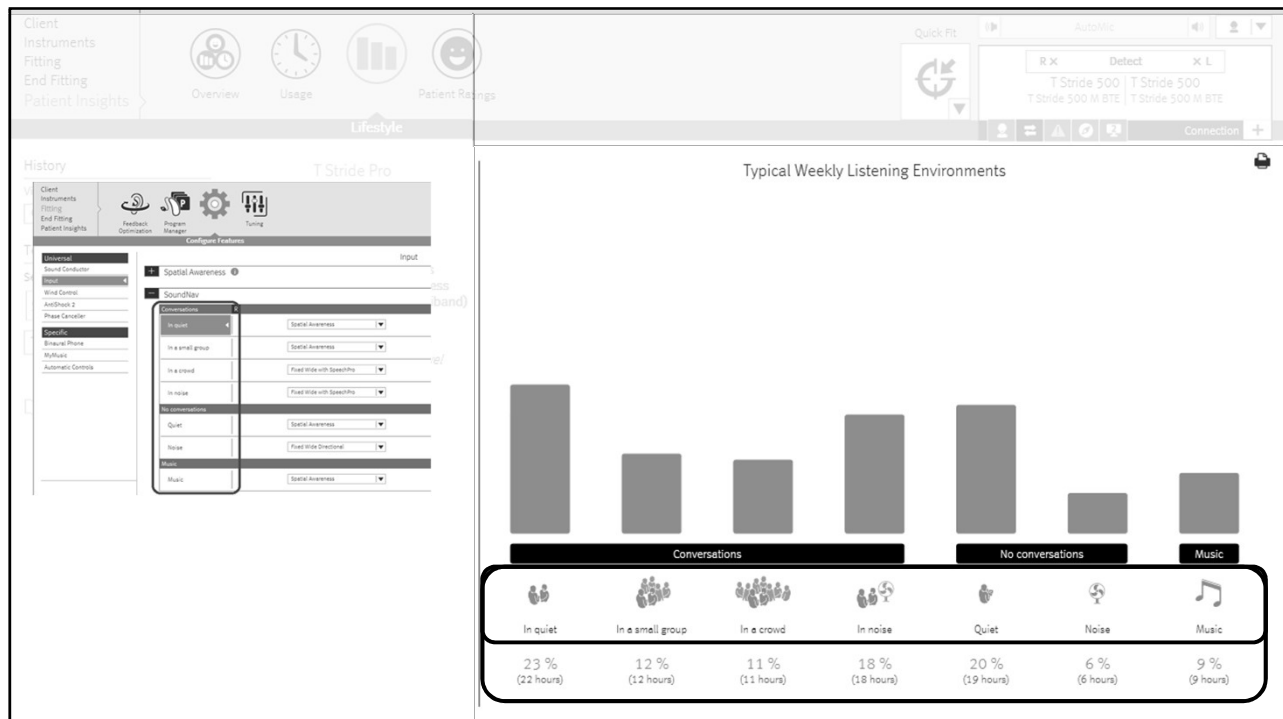 Client
Instruments
Fitting
End Fitting
Patient Insights
Overview
Usage
Patient Ratings
Lifestyle
Quick Fit
AutoMic
R X Detect X L
T Stride 500 | T Stride 500
T Stride 500 M BTE | T Stride 500 M BTE
Connection +
History
T Stride Pro
Typical Weekly Listening Environments
Client
Instruments
Fitting
End Fitting
Patient Insights
Feedback Optimization
Program Manager
Tuning
Configure Features
Universal
Sound Conductor
Input
Wind Control
AntiShock 2
Phase Canceller
Specific
Binaural Phone
MyMusic
Automatic Controls
Input
+ Spatial Awareness
SoundNav
Conversations R
In quiet Spatial Awareness
In a small group Spatial Awareness
In a crowd Fixed Wide with SpeechPro
In noise Fixed Wide with SpeechPro
No conversations
Quiet Spatial Awareness
Noise Fixed Wide Directional
Music
Music Spatial Awareness
Conversations No conversations Music
In quiet In a small group In a crowd In noise Quiet Noise Music
23 % 12 % 11 % 18 % 20 % 6 % 9 %
(22 hours) (12 hours) (11 hours) (18 hours) (19 hours) (6 hours) (9 hours)